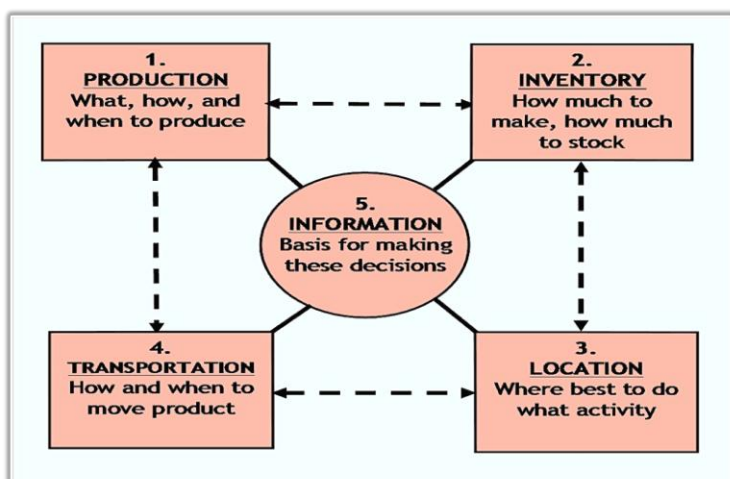 1.
PRODUCTION
What, how, and
when to produce
2.
INVENTORY
How much to
make, how much
to stock
5.
INFORMATION
Basis for making
these decisions
4.
TRANSPORTATION
How and when to
move product
3.
LOCATION
Where best to do
what activity